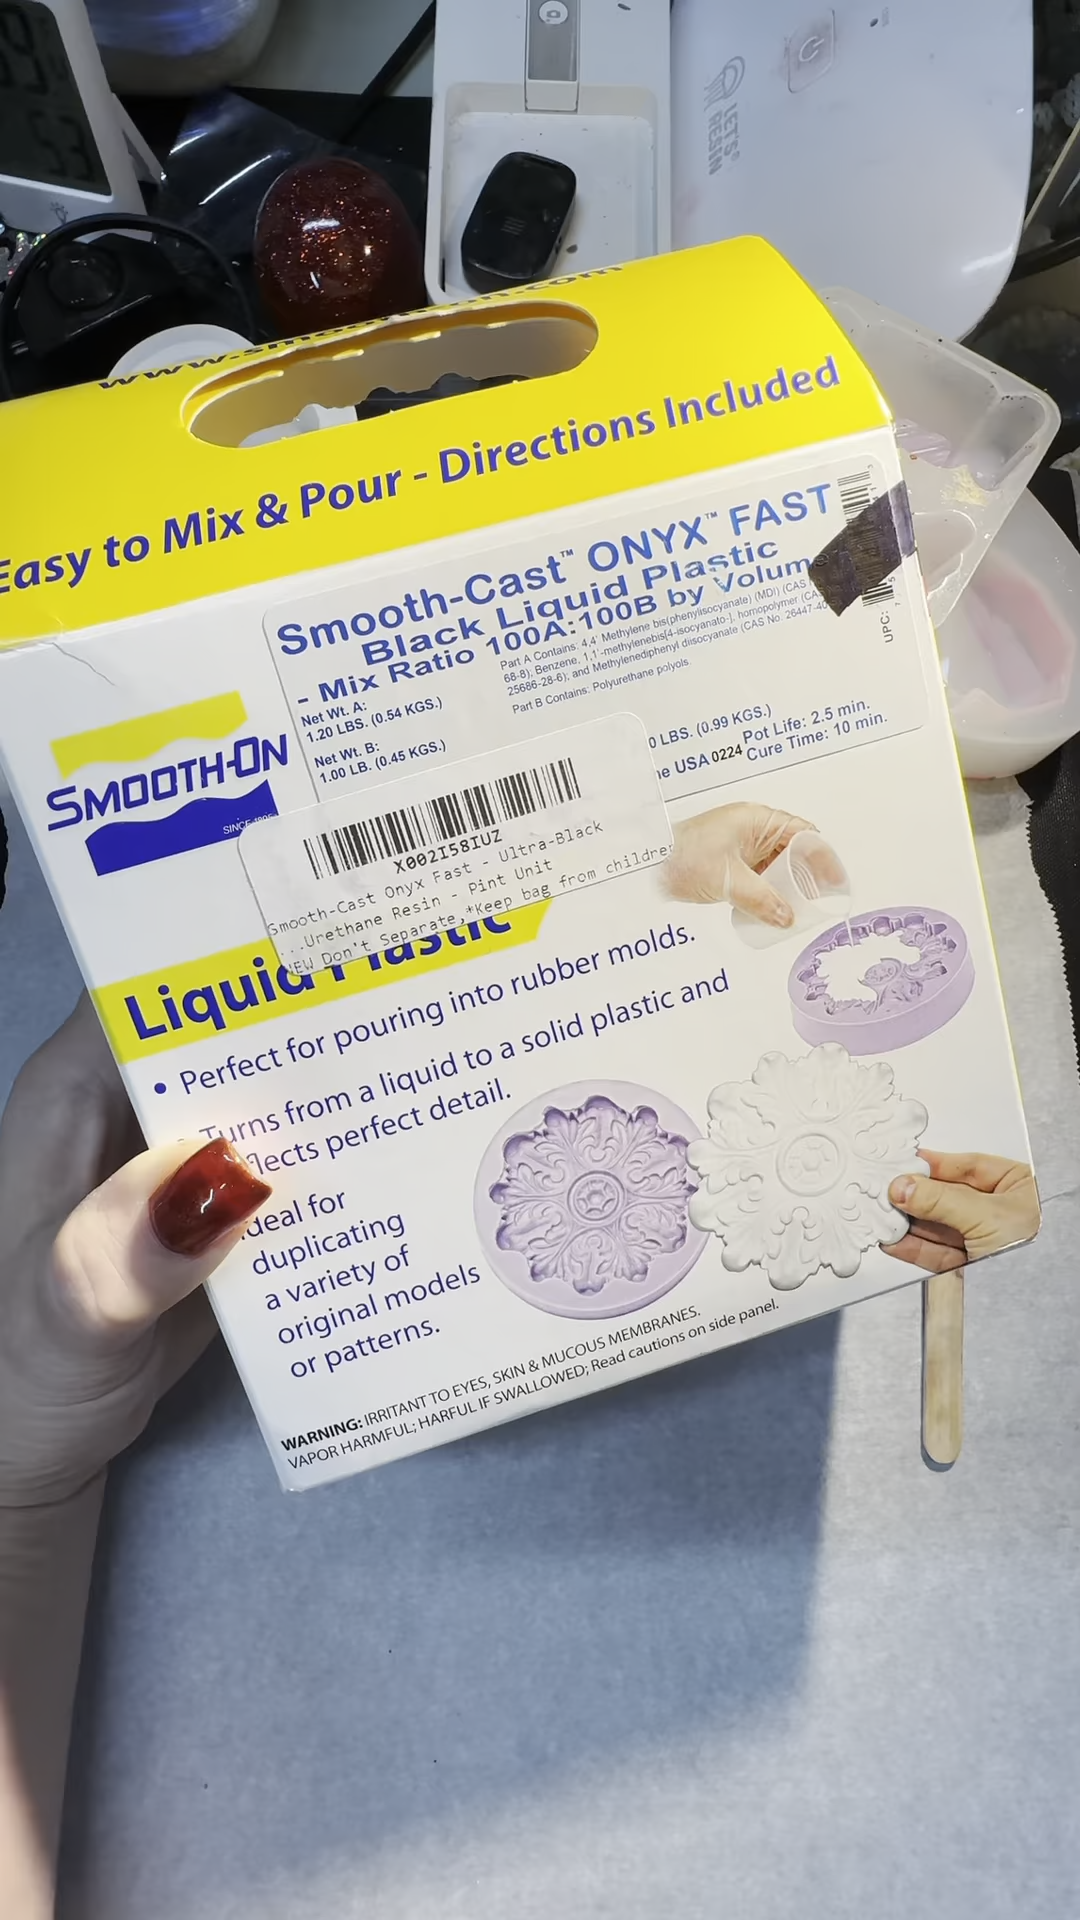 LET'S
RESIN
Easy to Mix & Pour - Directions Included
Smooth-Cast™ ONYX™ FAST
Black Liquid Plastic
- Mix Ratio 100A:100B by Volume
Net Wt. A:
1.20 LBS. (0.54 KGS.)
Net Wt. B:
1.00 LB. (0.45 KGS.)
Part A Contains: 4,4' Methylene bis(phenylisocyanate) (MDI) (CAS
68-8); Benzene, 1,1'-methylenebis[4-isocyanato-], homopolymer (CAS
25686-28-6); and Methylenediphenyl diisocyanate (CAS No. 26447-40
Part B Contains: Polyurethane polyols.
0 LBS. (0.99 KGS.)
USA 0224
Pot Life: 2.5 min.
Cure Time: 10 min.
UPC:
SMOOTH-ON
SINCE 1895
X002I58IUZ
Smooth-Cast Onyx Fast - Ultra-Black
...Urethane Resin - Pint Unit
NEW Don't Separate,*Keep bag from children
Liquid Plastic
• Perfect for pouring into rubber molds.
Turns from a liquid to a solid plastic and
flects perfect detail.
deal for
duplicating
a variety of
original models
or patterns.
WARNING: IRRITANT TO EYES, SKIN & MUCOUS MEMBRANES.
VAPOR HARMFUL; HARFUL IF SWALLOWED; Read cautions on side panel.